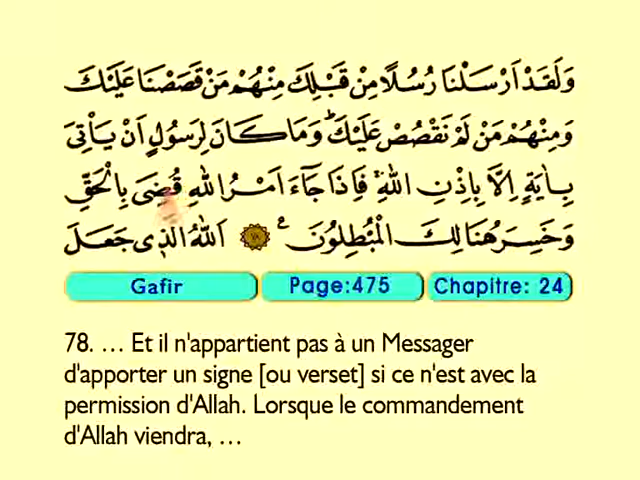 وَلَقَدْ اَرْسَلْنَا رُسُلًا مِنْ قَبْلِكَ مِنْهُمْ مَنْ قَصَصْنَا عَلَيْكَ
وَمِنْهُمْ مَنْ لَمْ نَقْصُصْ عَلَيْكَۜ وَمَا كَانَ لِرَسُولٍ اَنْ يَأْتِيَ
بِاٰيَةٍ اِلَّا بِاِذْنِ اللّٰهِۚ فَاِذَا جَٓاءَ اَمْرُ اللّٰهِ قُضِيَ بِالْحَقِّ
وَخَسِرَ هُنَالِكَ الْمُبْطِلُونَ ۟ اَللّٰهُ الَّذ۪ي جَعَلَ
Gafir Page:475 Chapitre: 24
78. … Et il n'appartient pas à un Messager
d'apporter un signe [ou verset] si ce n'est avec la
permission d'Allah. Lorsque le commandement
d'Allah viendra, …